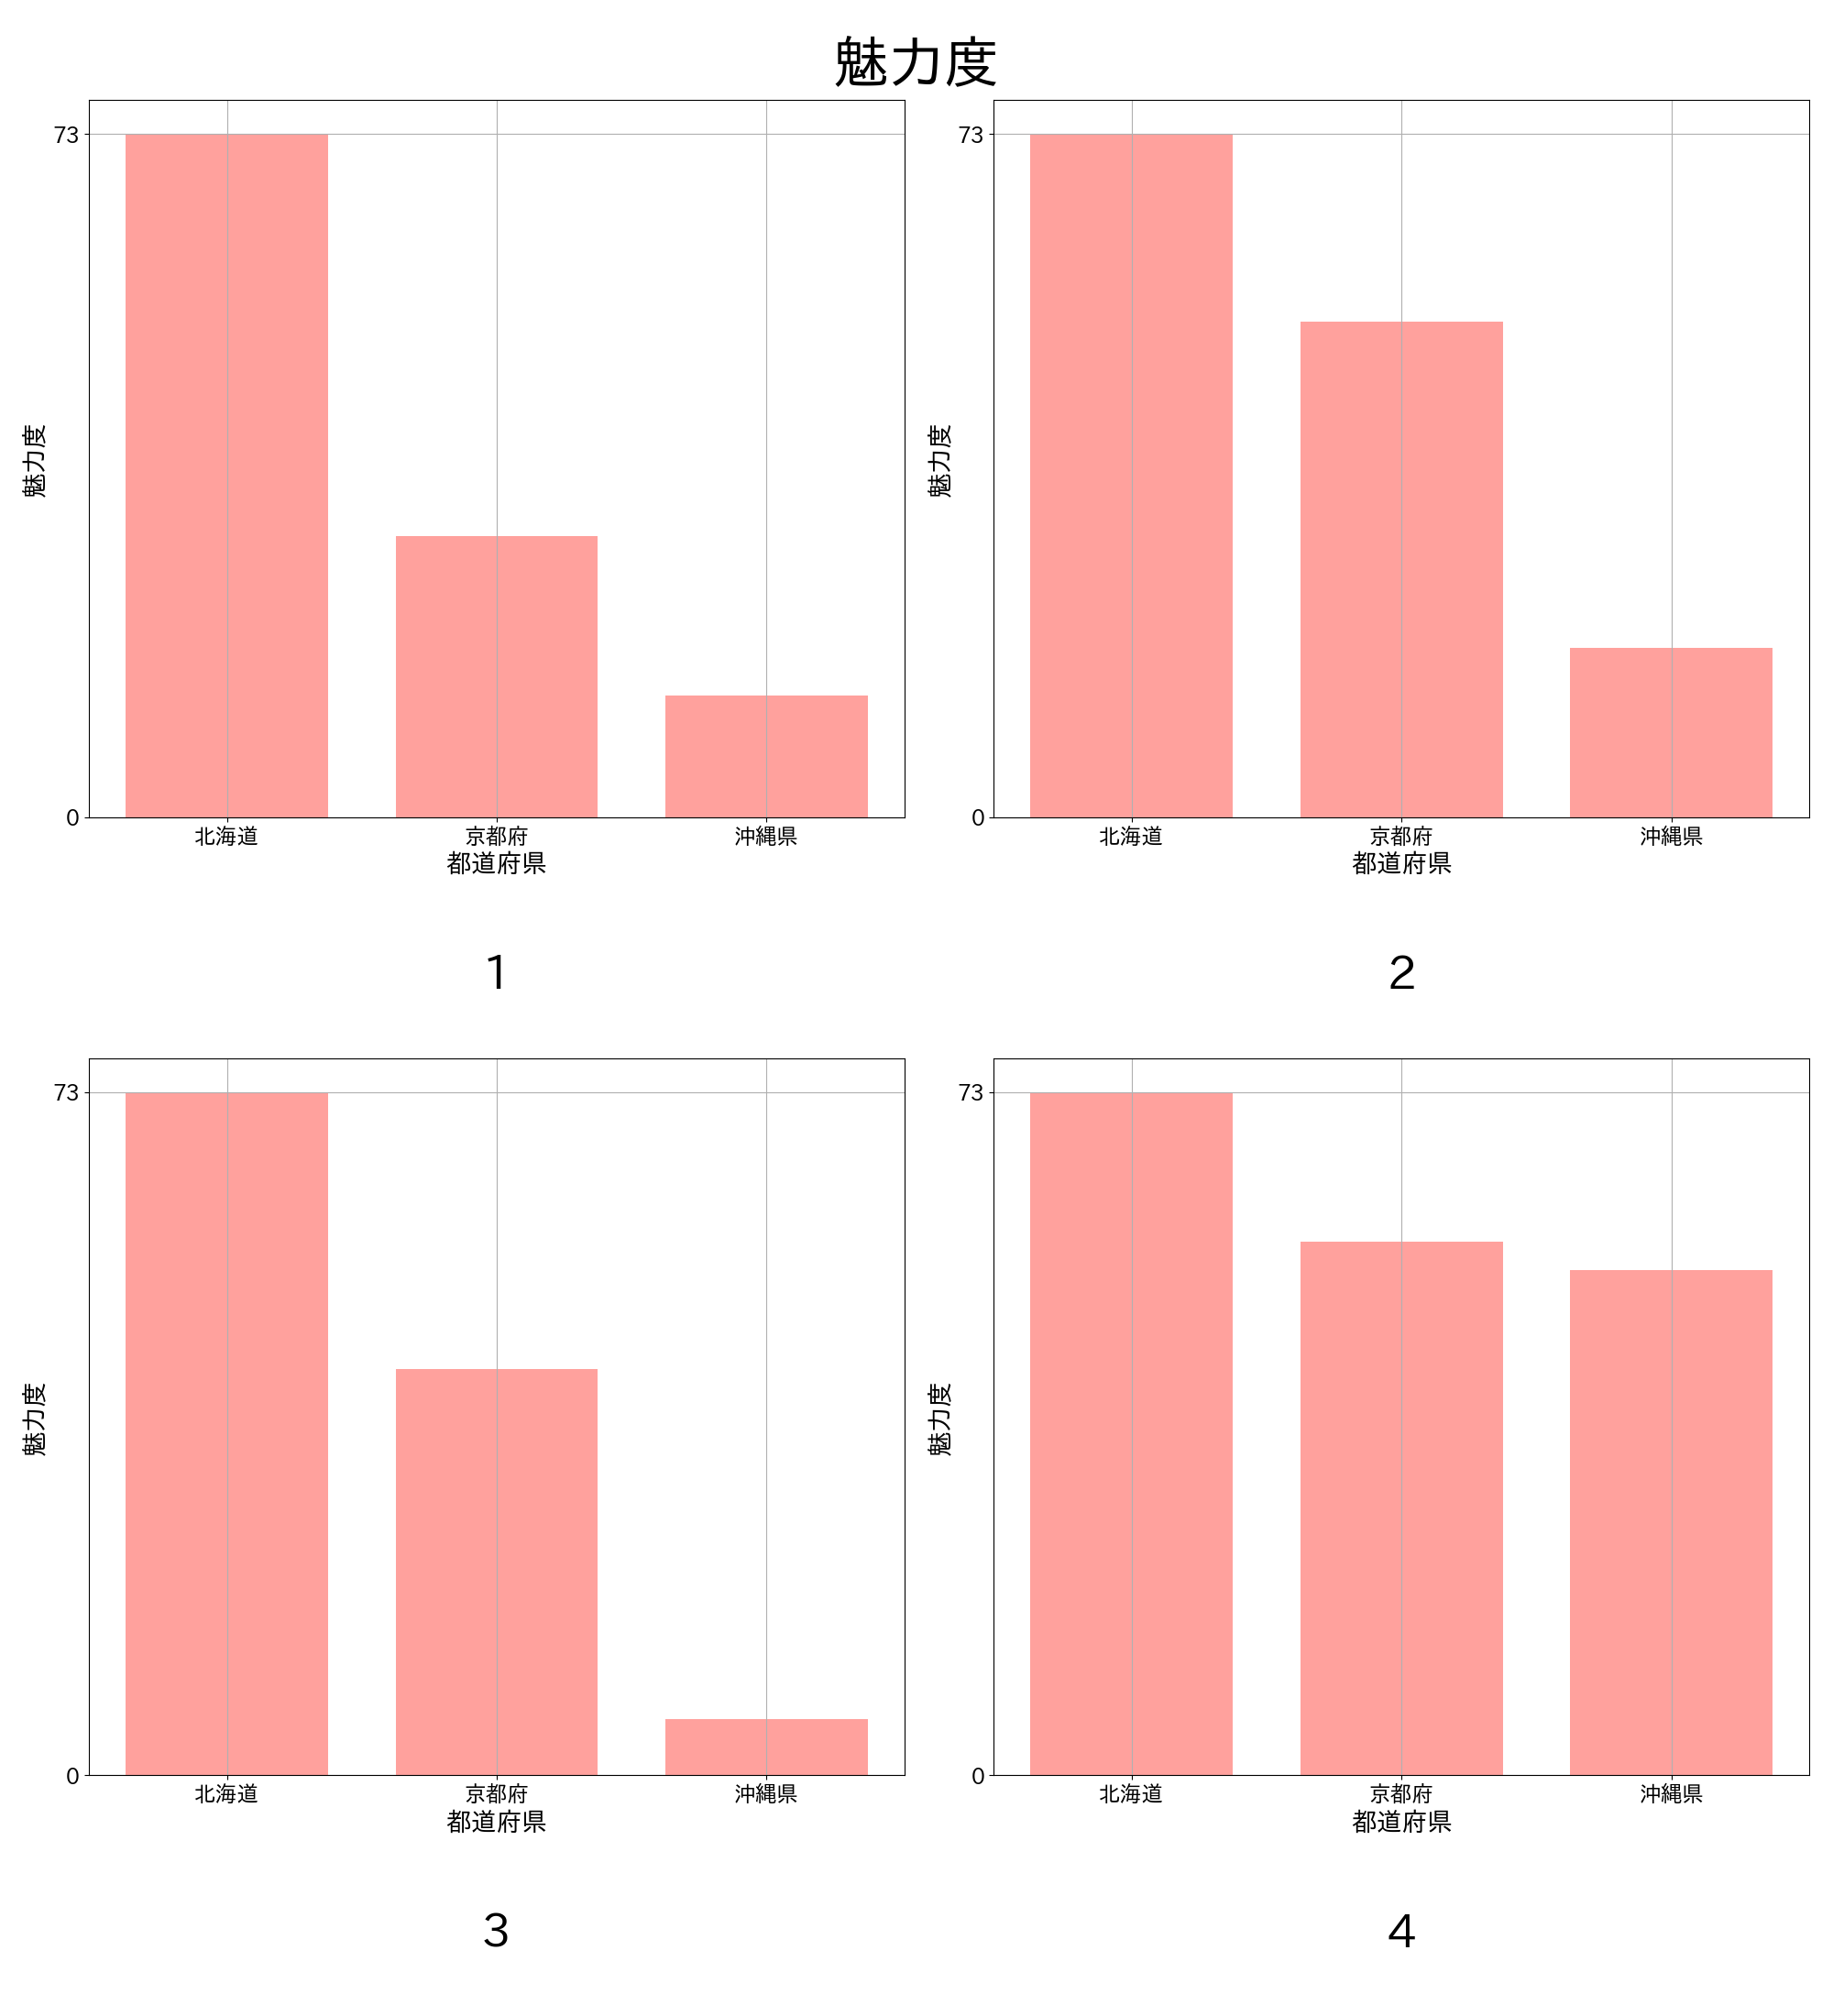 魅力度
73
0
魅力度
北海道 京都府 沖縄県
都道府県
1
73
0
魅力度
北海道 京都府 沖縄県
都道府県
2
73
0
魅力度
北海道 京都府 沖縄県
都道府県
3
73
0
魅力度
北海道 京都府 沖縄県
都道府県
4